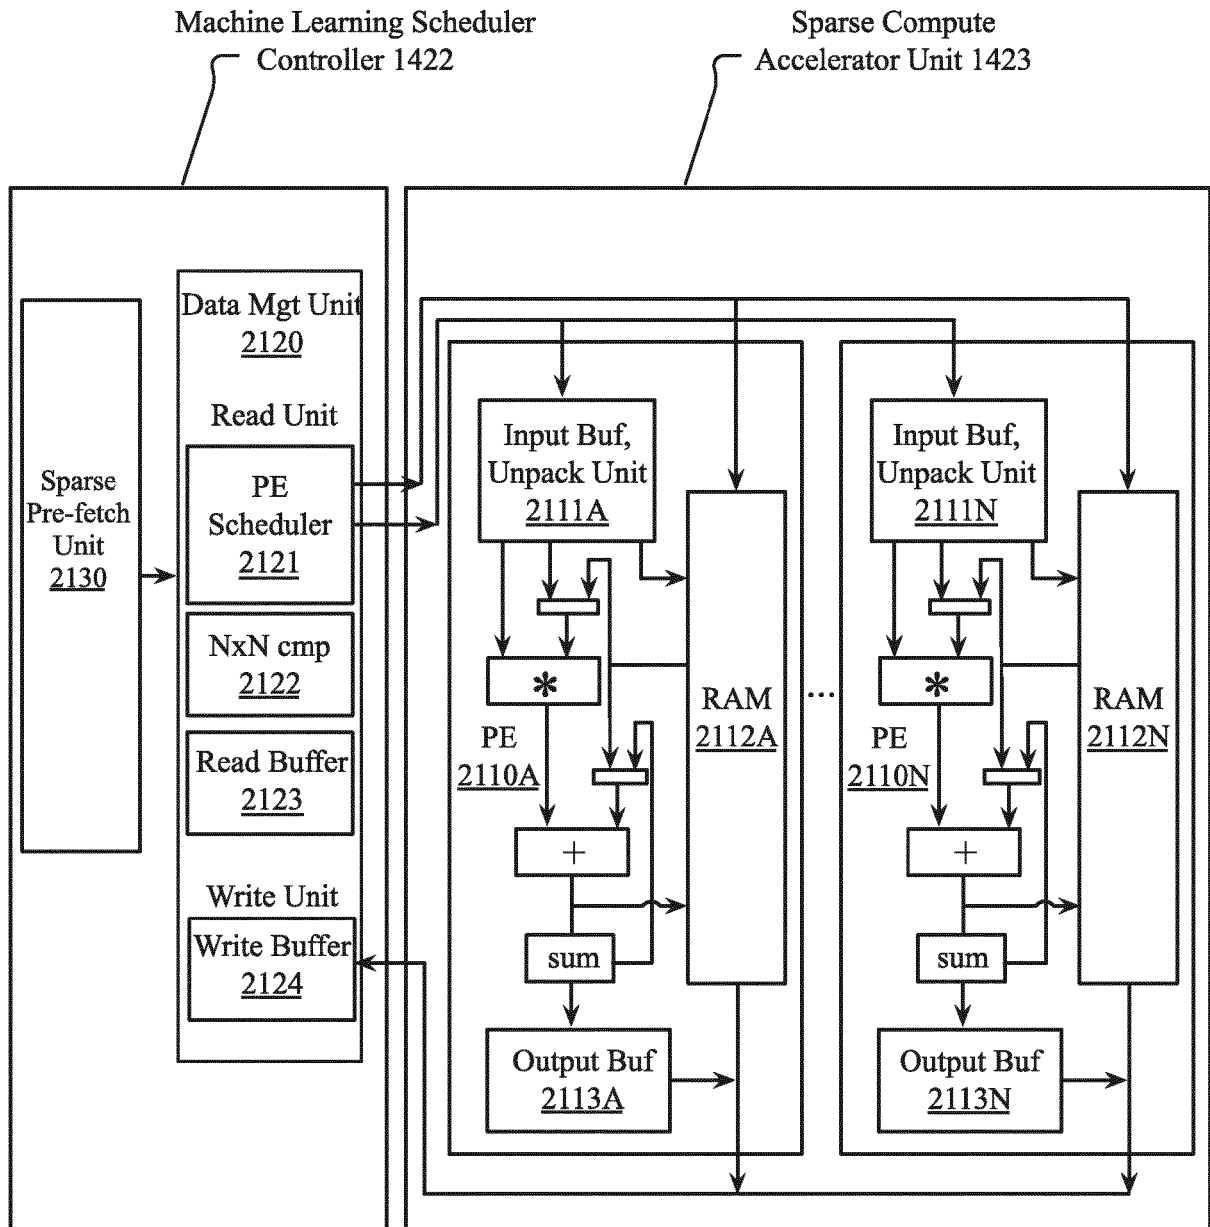 Machine Learning Scheduler
Controller 1422
Sparse Compute
Accelerator Unit 1423
Sparse
Pre-fetch
Unit
2130
Data Mgt Unit
2120
Read Unit
PE
Scheduler
2121
NxN cmp
2122
Read Buffer
2123
Write Unit
Write Buffer
2124
Input Buf,
Unpack Unit
2111A
*
PE
2110A
+
sum
Output Buf
2113A
RAM
2112A
...
Input Buf,
Unpack Unit
2111N
*
PE
2110N
+
sum
Output Buf
2113N
RAM
2112N